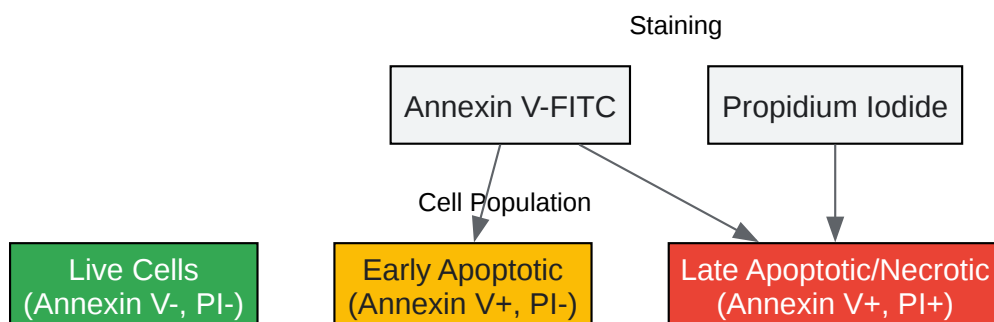 Staining
Annexin V-FITC
Propidium Iodide
Cell Population
Live Cells
(Annexin V-, PI-)
Early Apoptotic
(Annexin V+, PI-)
Late Apoptotic/Necrotic
(Annexin V+, PI+)